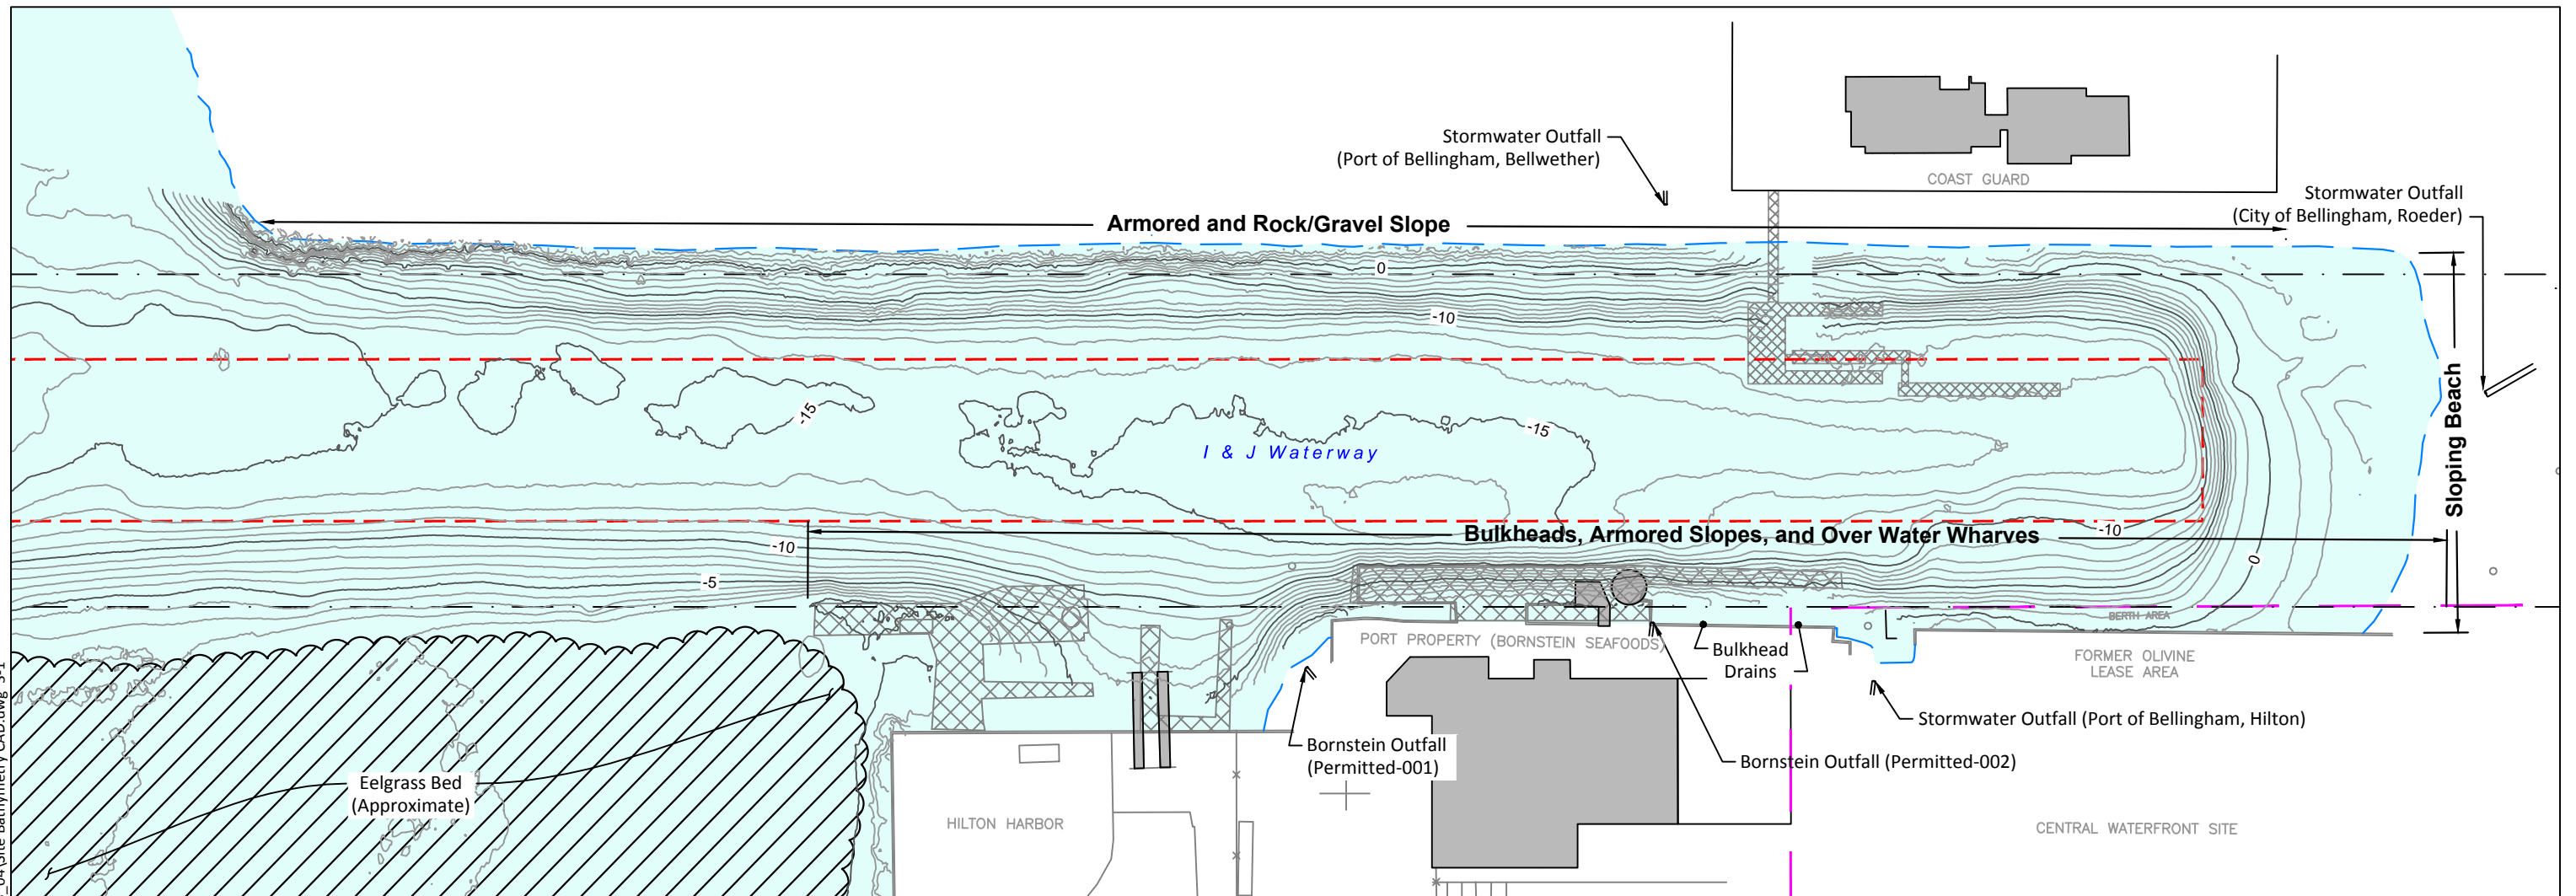 COAST GUARD
Stormwater Outfall
(Port of Bellingham, Bellwether)
Stormwater Outfall
(City of Bellingham, Roeder)
Armored and Rock/Gravel Slope
0
-10
-15
-15
I & J Waterway
Sloping Beach
Bulkheads, Armored Slopes, and Over Water Wharves
-10
-10
-5
0
BERTH AREA
PORT PROPERTY (BORNSTEIN SEAFOODS)
Bulkhead
Drains
FORMER OLIVINE
LEASE AREA
Stormwater Outfall (Port of Bellingham, Hilton)
Bornstein Outfall
(Permitted-001)
Bornstein Outfall (Permitted-002)
Eelgrass Bed
(Approximate)
HILTON HARBOR
CENTRAL WATERFRONT SITE